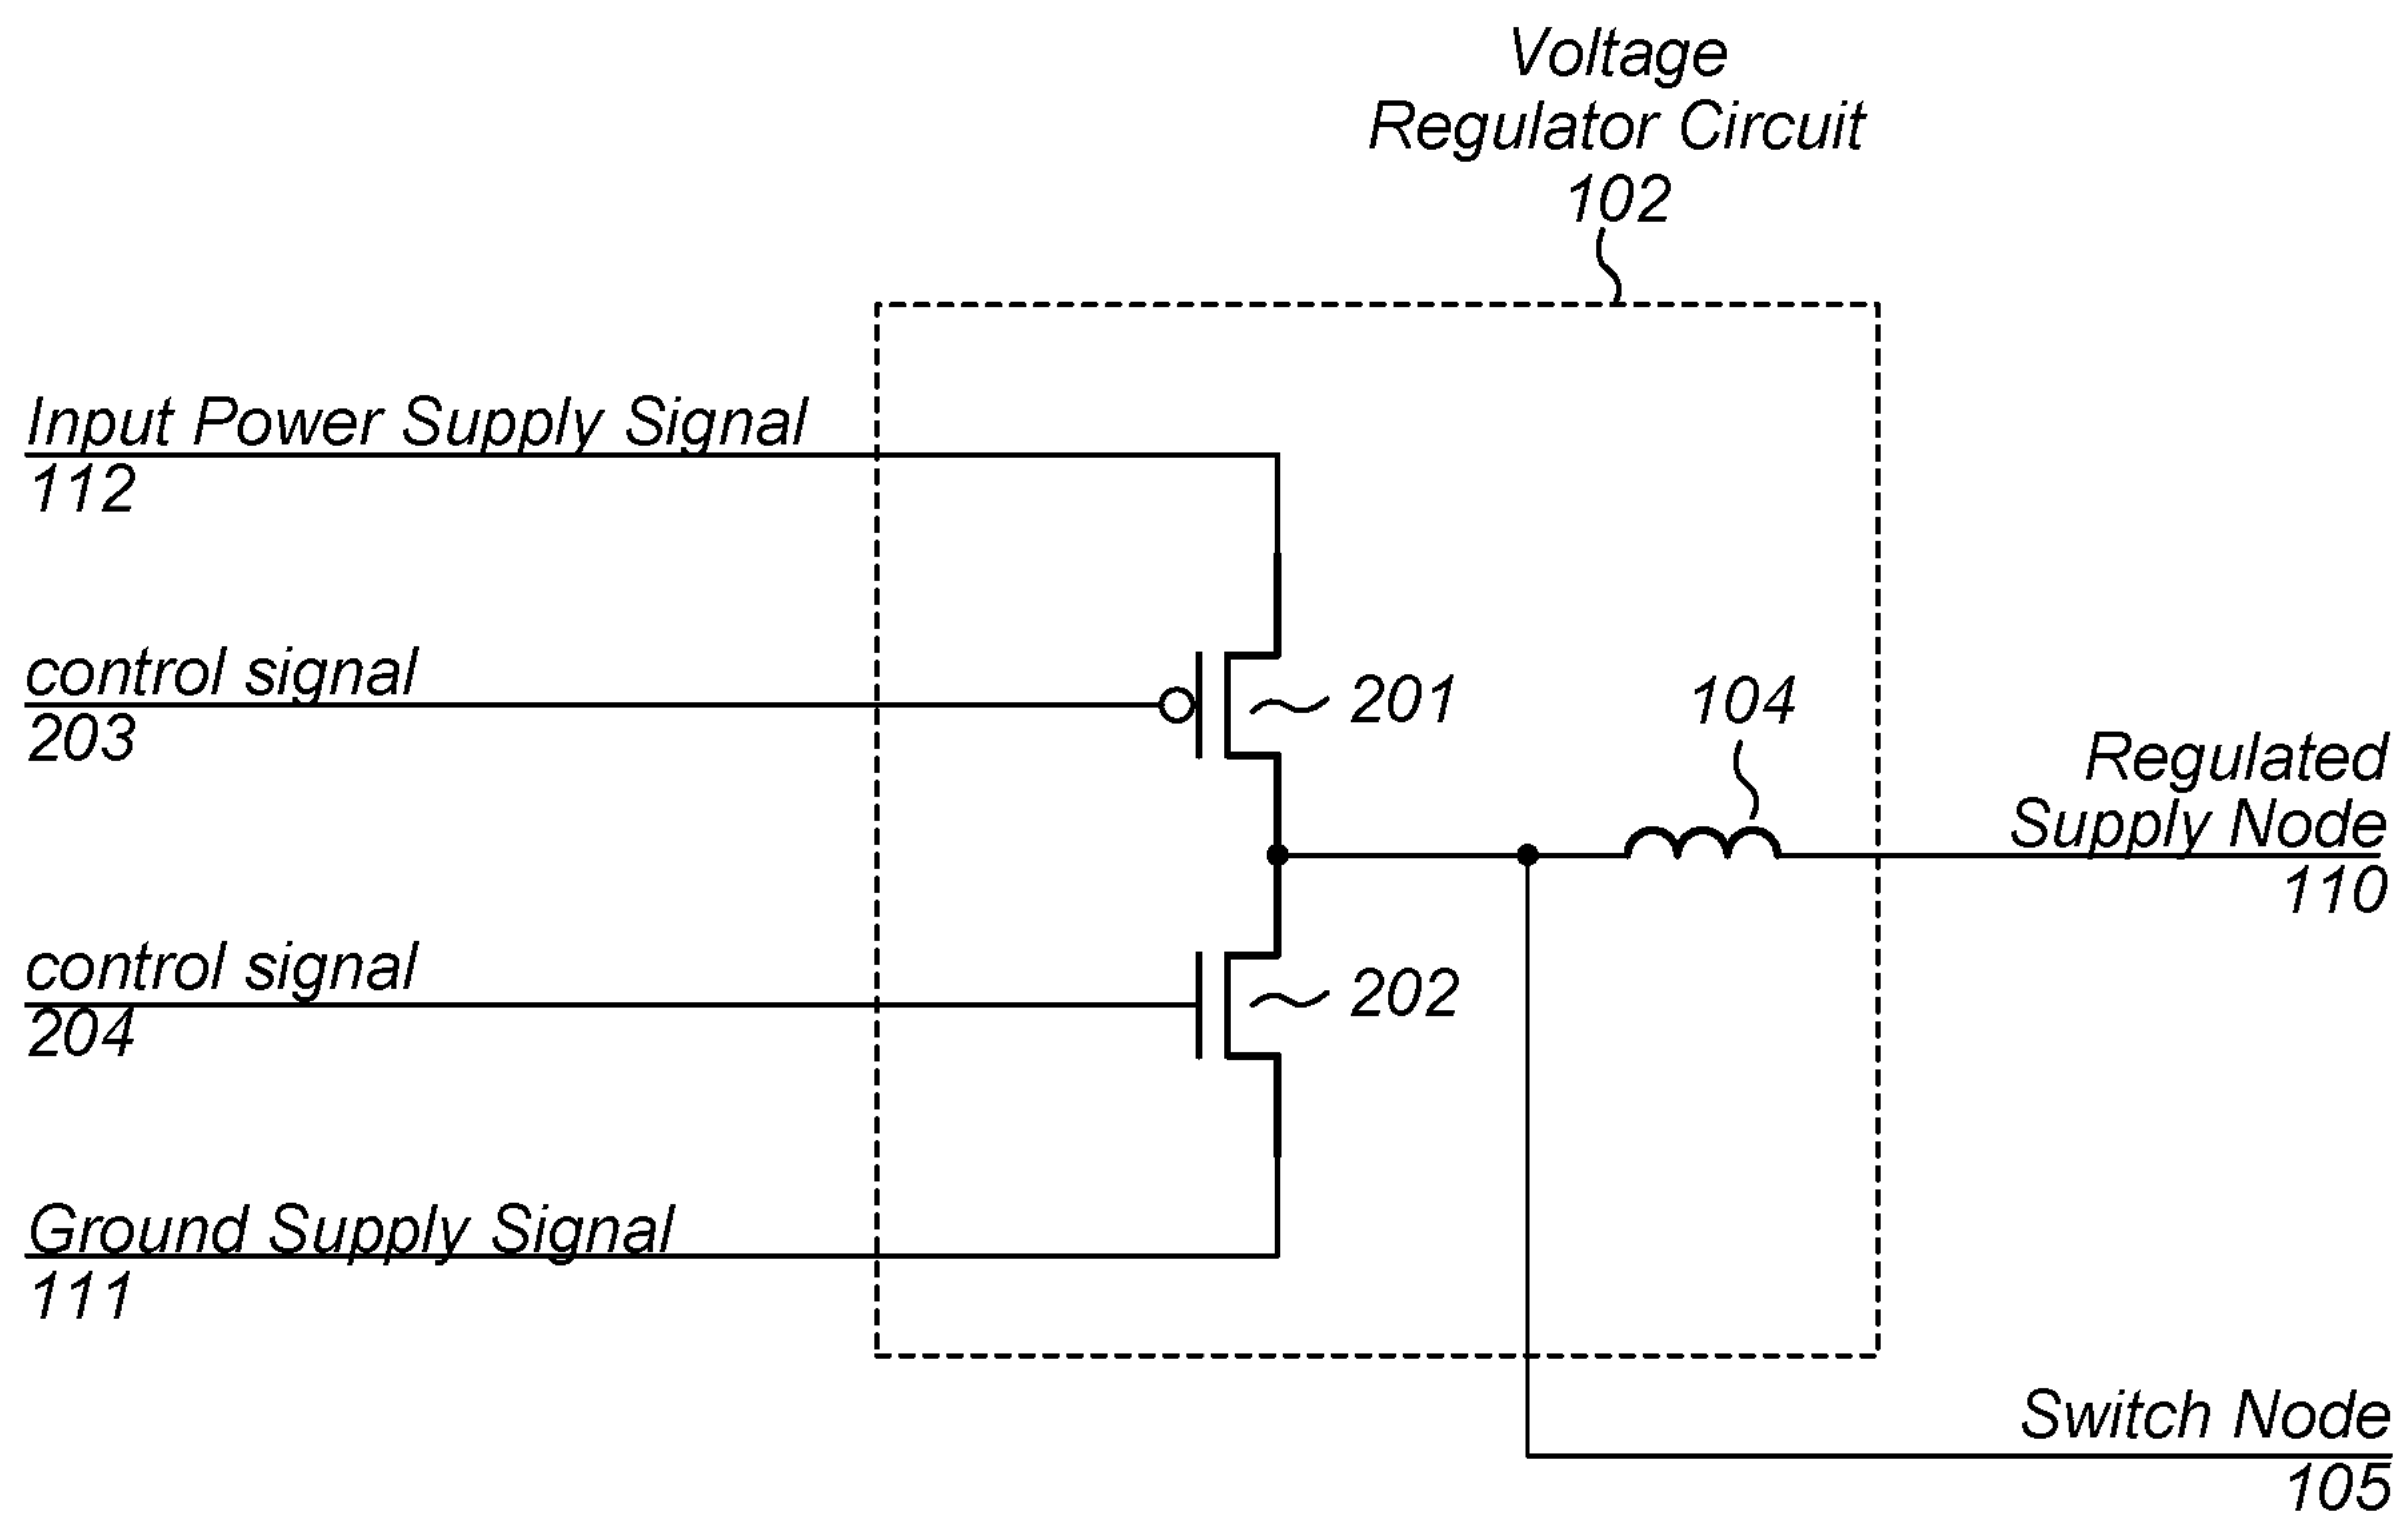 Voltage
Regulator Circuit
102
Input Power Supply Signal
112
control signal
203
201
104
Regulated
Supply Node
110
control signal
204
202
Ground Supply Signal
111
Switch Node
105